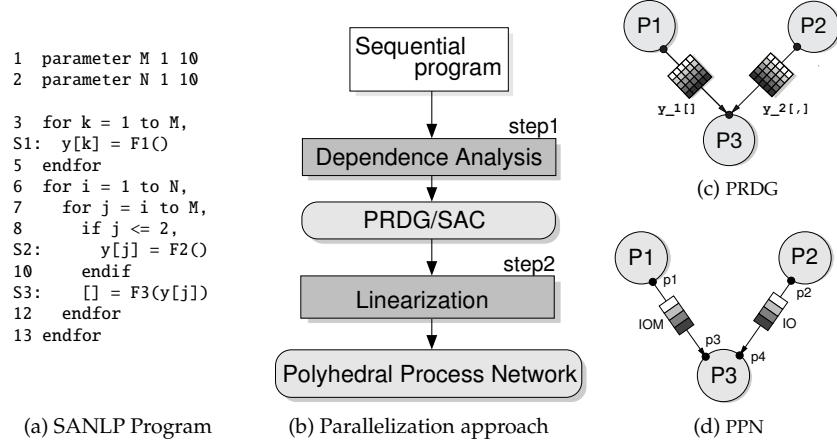 1 parameter M 1 10
2 parameter N 1 10
3 for k = 1 to M,
S1: y[k] = F1()
5 endfor
6 for i = 1 to N,
7 for j = i to M,
8 if j <= 2,
S2: y[j] = F2()
10 endif
S3: [] = F3(y[j])
12 endfor
13 endfor
(a) SANLP Program
Sequential
program
step1
Dependence Analysis
PRDG/SAC
step2
Linearization
Polyhedral Process Network
(b) Parallelization approach
P1
P2
y_1[]
y_2[,]
P3
(c) PRDG
P1
P2
p1
p2
IOM
IO
p3
p4
P3
(d) PPN